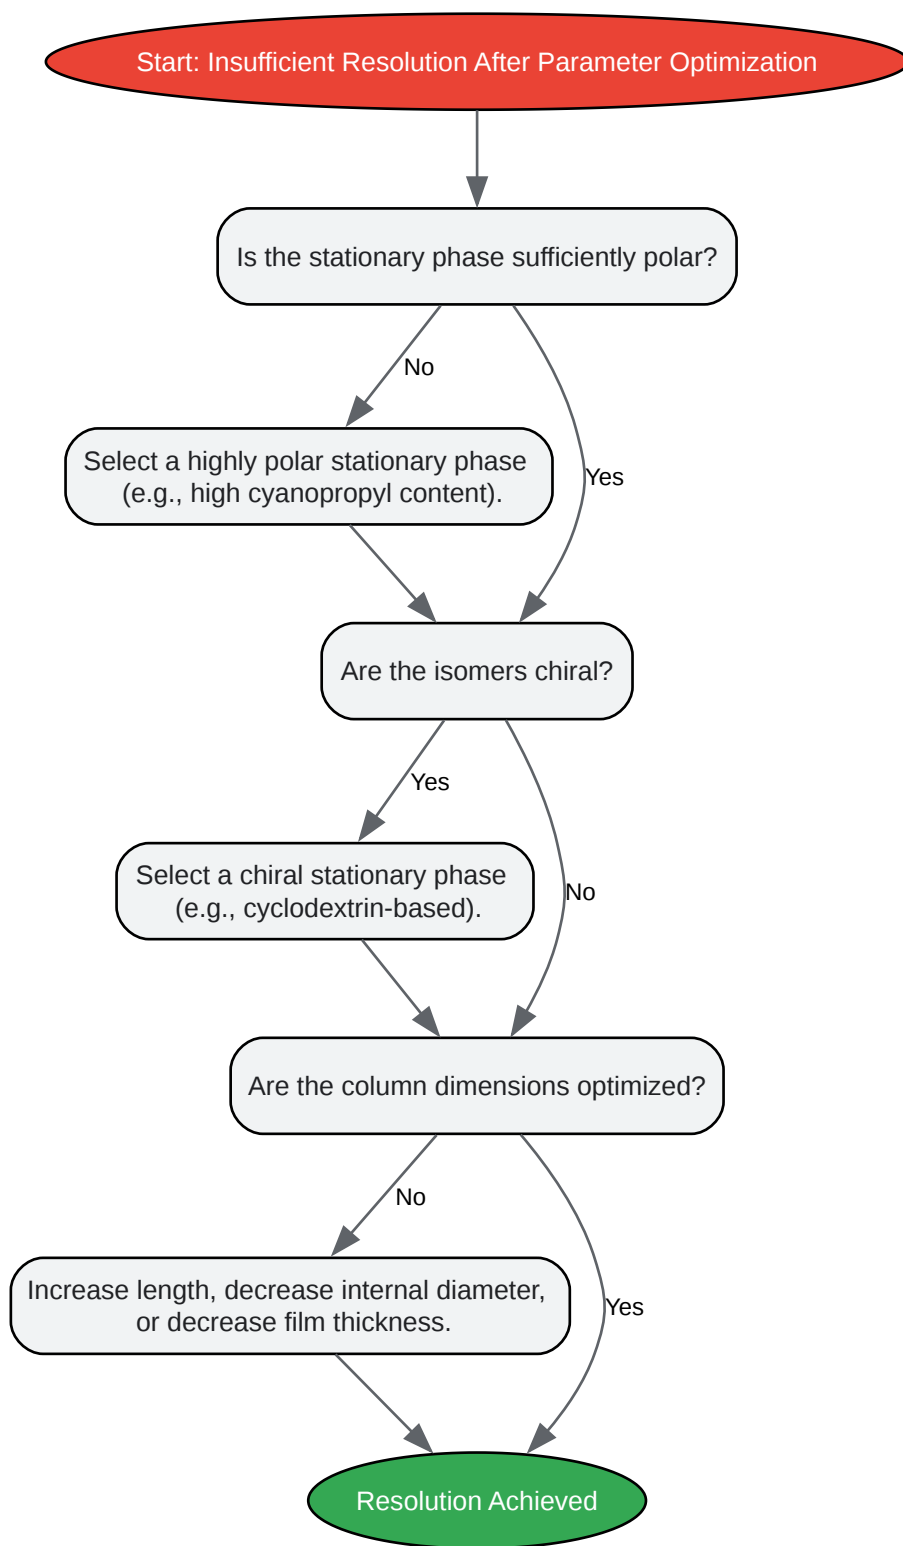 Start: Insufficient Resolution After Parameter Optimization
Is the stationary phase sufficiently polar?
No
Select a highly polar stationary phase
(e.g., high cyanopropyl content).
Yes
Are the isomers chiral?
Yes
Select a chiral stationary phase
(e.g., cyclodextrin-based).
No
Are the column dimensions optimized?
No
Increase length, decrease internal diameter,
or decrease film thickness.
Yes
Resolution Achieved